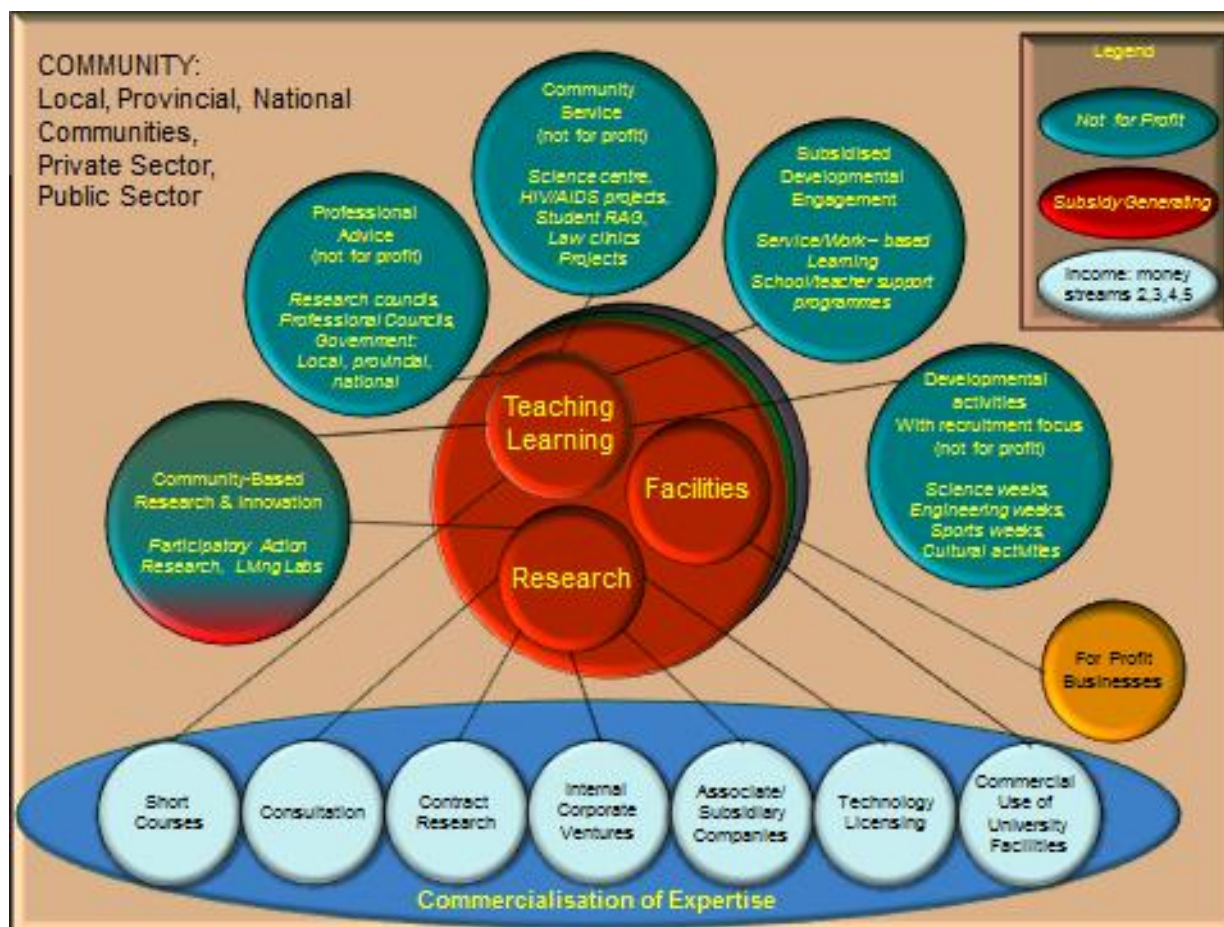 COMMUNITY:
Local, Provincial, National
Communities,
Private Sector,
Public Sector
Community
Service
(not for profit)
Science centre,
HIV/AIDS projects,
Student RAG,
Law clinics
Projects
Legend
Not for Profit
Subsidy Generating
Income: money
streams 2,3,4,5
Professional
Advice
(not for profit)
Research councils,
Professional Councils,
Government:
Local, provincial,
national
Subsidised
Developmental
Engagement
Service/Work – based
Learning
School/teacher support
programmes
Developmental
activities
With recruitment focus
(not for profit)
Science weeks,
Engineering weeks,
Sports weeks,
Cultural activities
Teaching
Learning
Facilities
Research
Community-Based
Research & Innovation
Participatory Action
Research, Living Labs
For Profit
Businesses
Short
Courses
Consultation
Contract
Research
Internal
Corporate
Ventures
Associate/
Subsidiary
Companies
Technology
Licensing
Commercial
Use of
University
Facilities
Commercialisation of Expertise